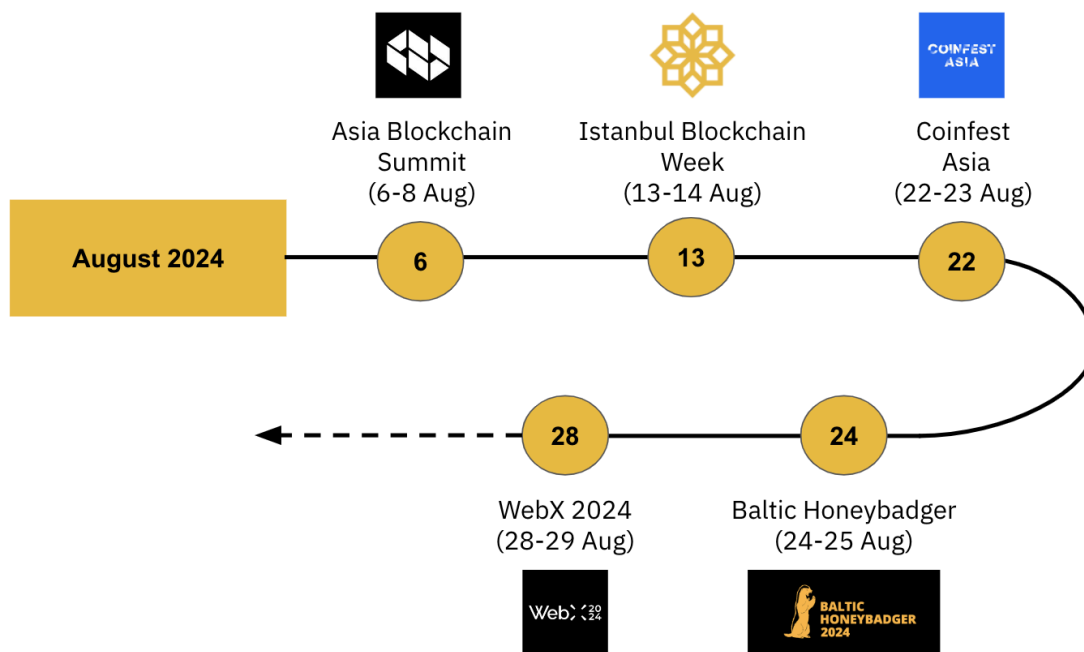 COINFEST
ASIA
Asia Blockchain
Summit
(6-8 Aug)
Istanbul Blockchain
Week
(13-14 Aug)
Coinfest
Asia
(22-23 Aug)
August 2024
6
13
22
28
24
WebX 2024
(28-29 Aug)
Baltic Honeybadger
(24-25 Aug)
WebX 20
24
BALTIC
HONEYBADGER
2024